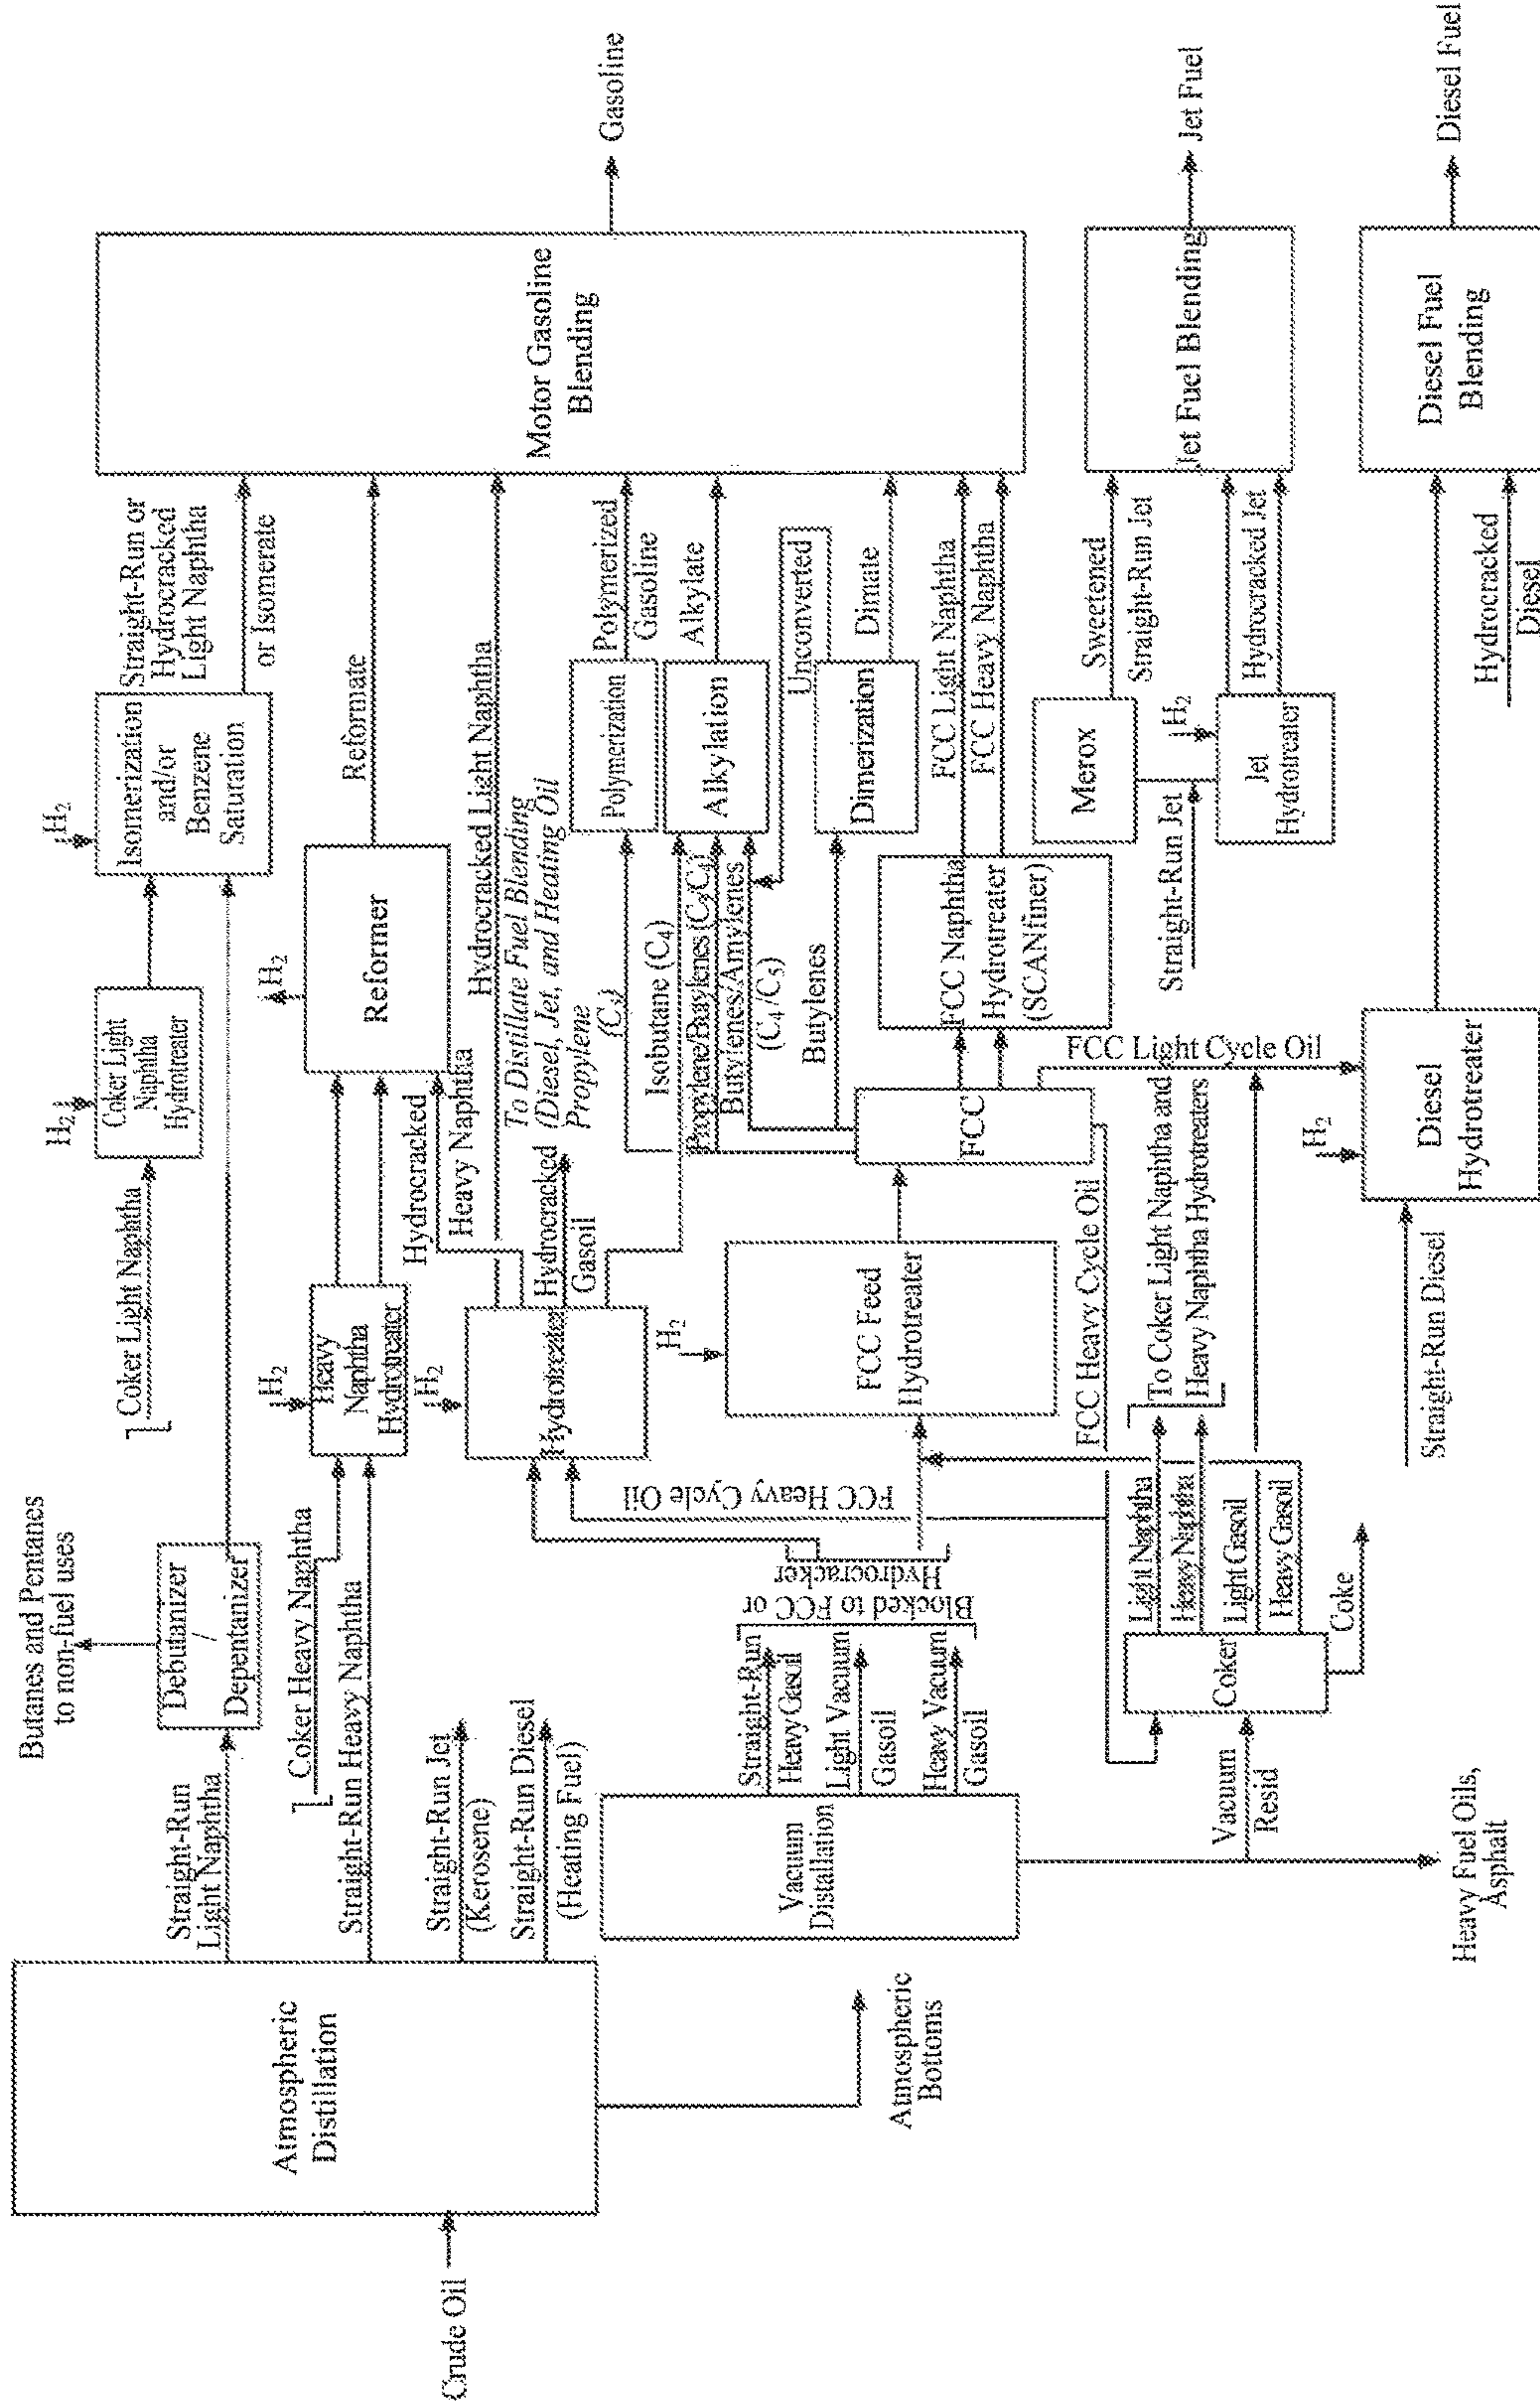 Crude Oil
Atmospheric
Distillation
Atmospheric
Bottoms
Straight-Run
Light Naphtha
Straight-Run Heavy Naphtha
Straight-Run Jet
(Kerosene)
Straight-Run Diesel
(Heating Fuel)
Butanes and Pentanes
to non-fuel uses
Debutanizer
/
Depentanizer
Coker Heavy Naphtha
Coker Light Naphtha
H2
Coker Light
Naphtha
Hydrotreater
H2
Isomerization
and/or
Benzene
Saturation
Straight-Run or
Hydrocracked
Light Naphtha
or Isomerate
H2
Heavy
Naphtha
Hydrotreater
H2
Reformer
Reformate
Hydrocracked
Heavy Naphtha
H2
Hydrocracked Light Naphtha
To Distillate Fuel Blending
(Diesel, Jet, and Heating Oil
Hydrocracked
Gasoil
Propylene
(C3)
Isobutane (C4)
Propylene/Butylenes (C3/C4)
Butylenes/Amylenes
(C4/C5)
Butylenes
Polymerization
Polymerized
Gasoline
Alkylation
Alkylate
Unconverted
Dimerization
Dimate
Motor Gasoline
Blending
Gasoline
Vacuum
Distallation
Straight-Run
Heavy Gasoil
Light Vacuum
Gasoil
Heavy Vacuum
Gasoil
Blocked to FCC or
Hydrocracker
FCC Heavy Cycle Oil
H2
FCC Feed
Hydrotreater
FCC
FCC Naphtha
Hydrotreater
(SCANfiner)
FCC Light Naphtha
FCC Heavy Naphtha
FCC Heavy Cycle Oil
FCC Light Cycle Oil
Vacuum
Resid
Heavy Fuel Oils,
Asphalt
Coker
Coke
Light Naphtha
Heavy Naphtha
Light Gasoil
Heavy Gasoil
To Coker Light Naphtha and
Heavy Naphtha Hydrotreaters
Straight-Run Jet
Merox
H2
Jet
Hydrotreater
Sweetened
Straight-Run Jet
Hydrocracked Jet
Jet Fuel Blending
Jet Fuel
Straight-Run Diesel
H2
Diesel
Hydrotreater
Hydrocracked
Diesel
Diesel Fuel
Blending
Diesel Fuel